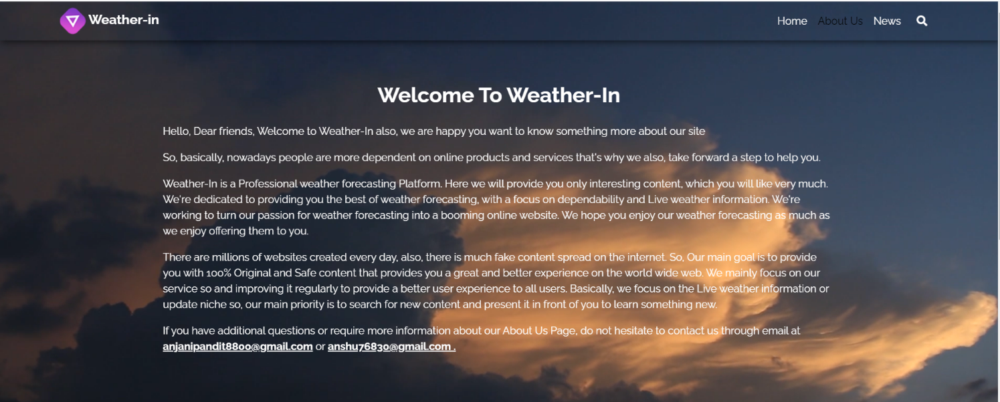 Weather-in
Home About Us News
Welcome To Weather-In
Hello, Dear friends, Welcome to Weather-In also, we are happy you want to know something more about our site
So, basically, nowadays people are more dependent on online products and services that's why we also, take forward a step to help you.
Weather-In is a Professional weather forecasting Platform. Here we will provide you only interesting content, which you will like very much.
We're dedicated to providing you the best of weather forecasting, with a focus on dependability and Live weather information. We're
working to turn our passion for weather forecasting into a booming online website. We hope you enjoy our weather forecasting as much as
we enjoy offering them to you.
There are millions of websites created every day, also, there is much fake content spread on the internet. So, Our main goal is to provide
you with 100% Original and Safe content that provides you a great and better experience on the world wide web. We mainly focus on our
service so and improving it regularly to provide a better user experience to all users. Basically, we focus on the Live weather information or
update niche so, our main priority is to search for new content and present it in front of you to learn something new.
If you have additional questions or require more information about our About Us Page, do not hesitate to contact us through email at
anjanipandit8800@gmail.com or anshu76830@gmail.com .